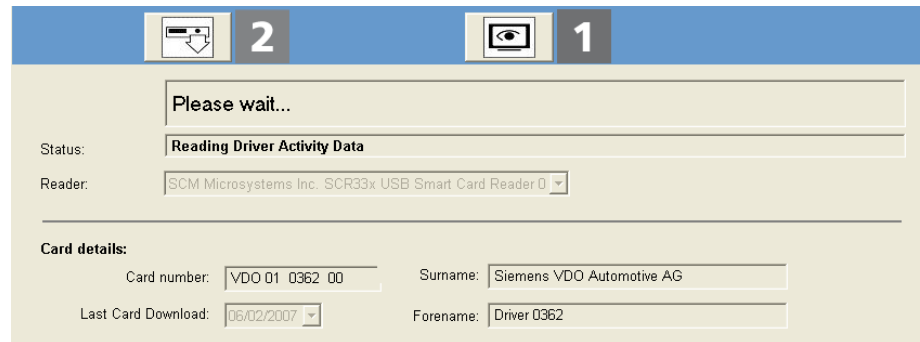 2 1
Please wait...
Status: Reading Driver Activity Data
Reader: SCM Microsystems Inc. SCR33x USB Smart Card Reader 0
Card details:
Card number: VDO 01 0362 00 Surname: Siemens VDO Automotive AG
Last Card Download: 06/02/2007 Forename: Driver 0362